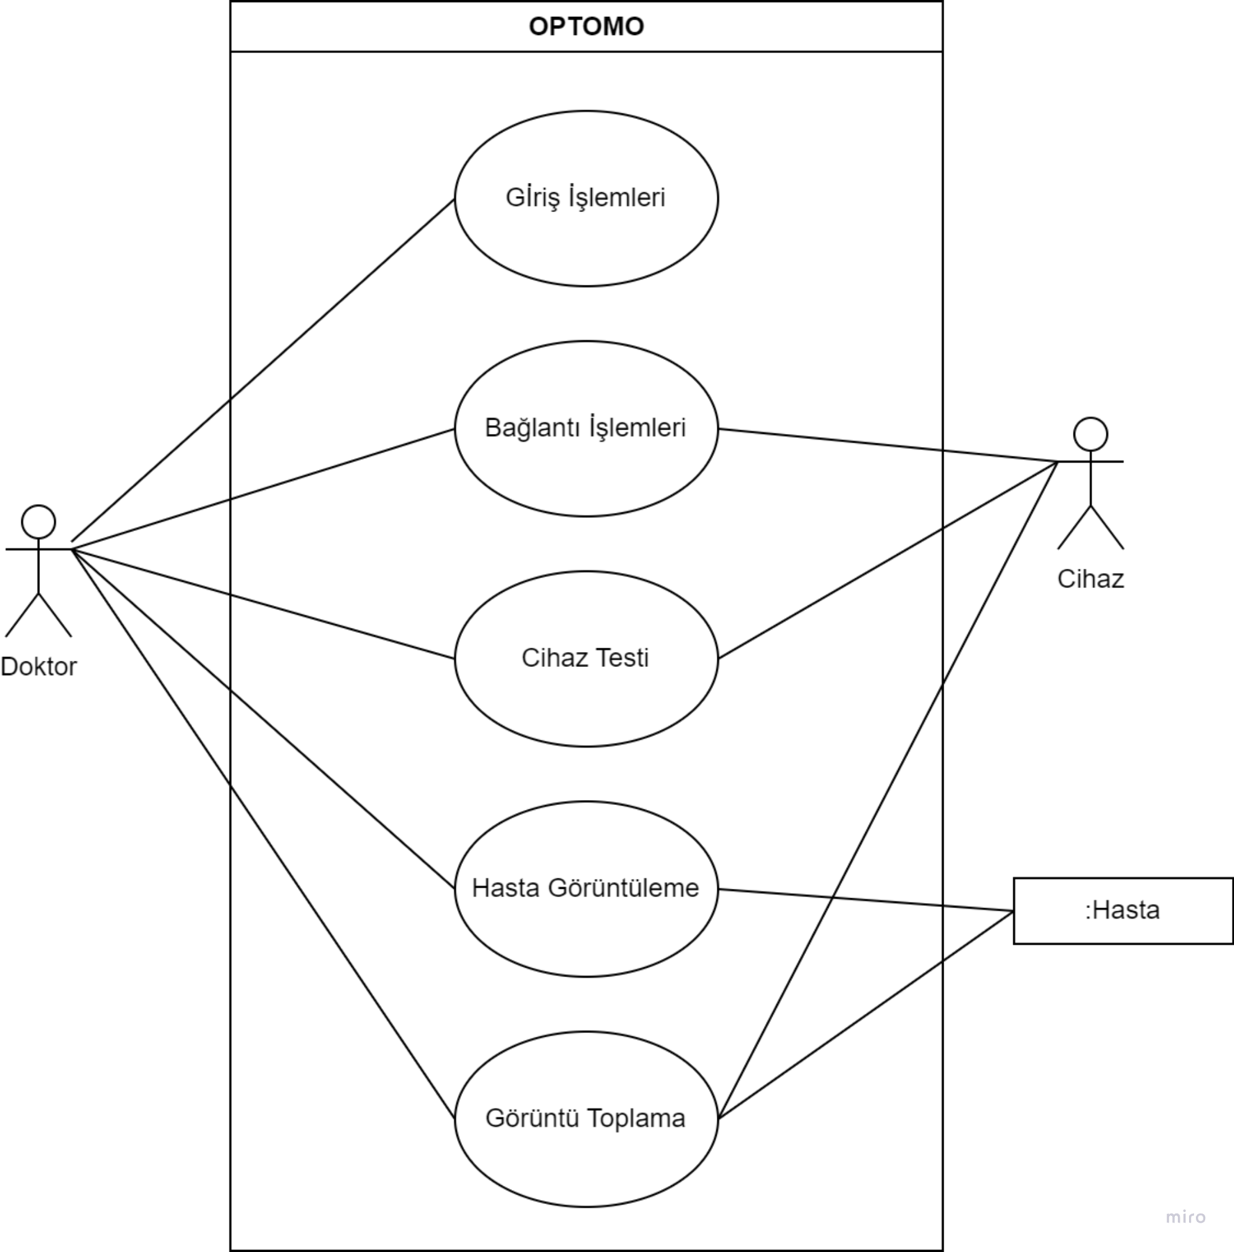 OPTOMO
Gİriş İşlemleri
Bağlantı İşlemleri
Cihaz
Cihaz Testi
Doktor
Hasta Görüntüleme
:Hasta
Görüntü Toplama
miro